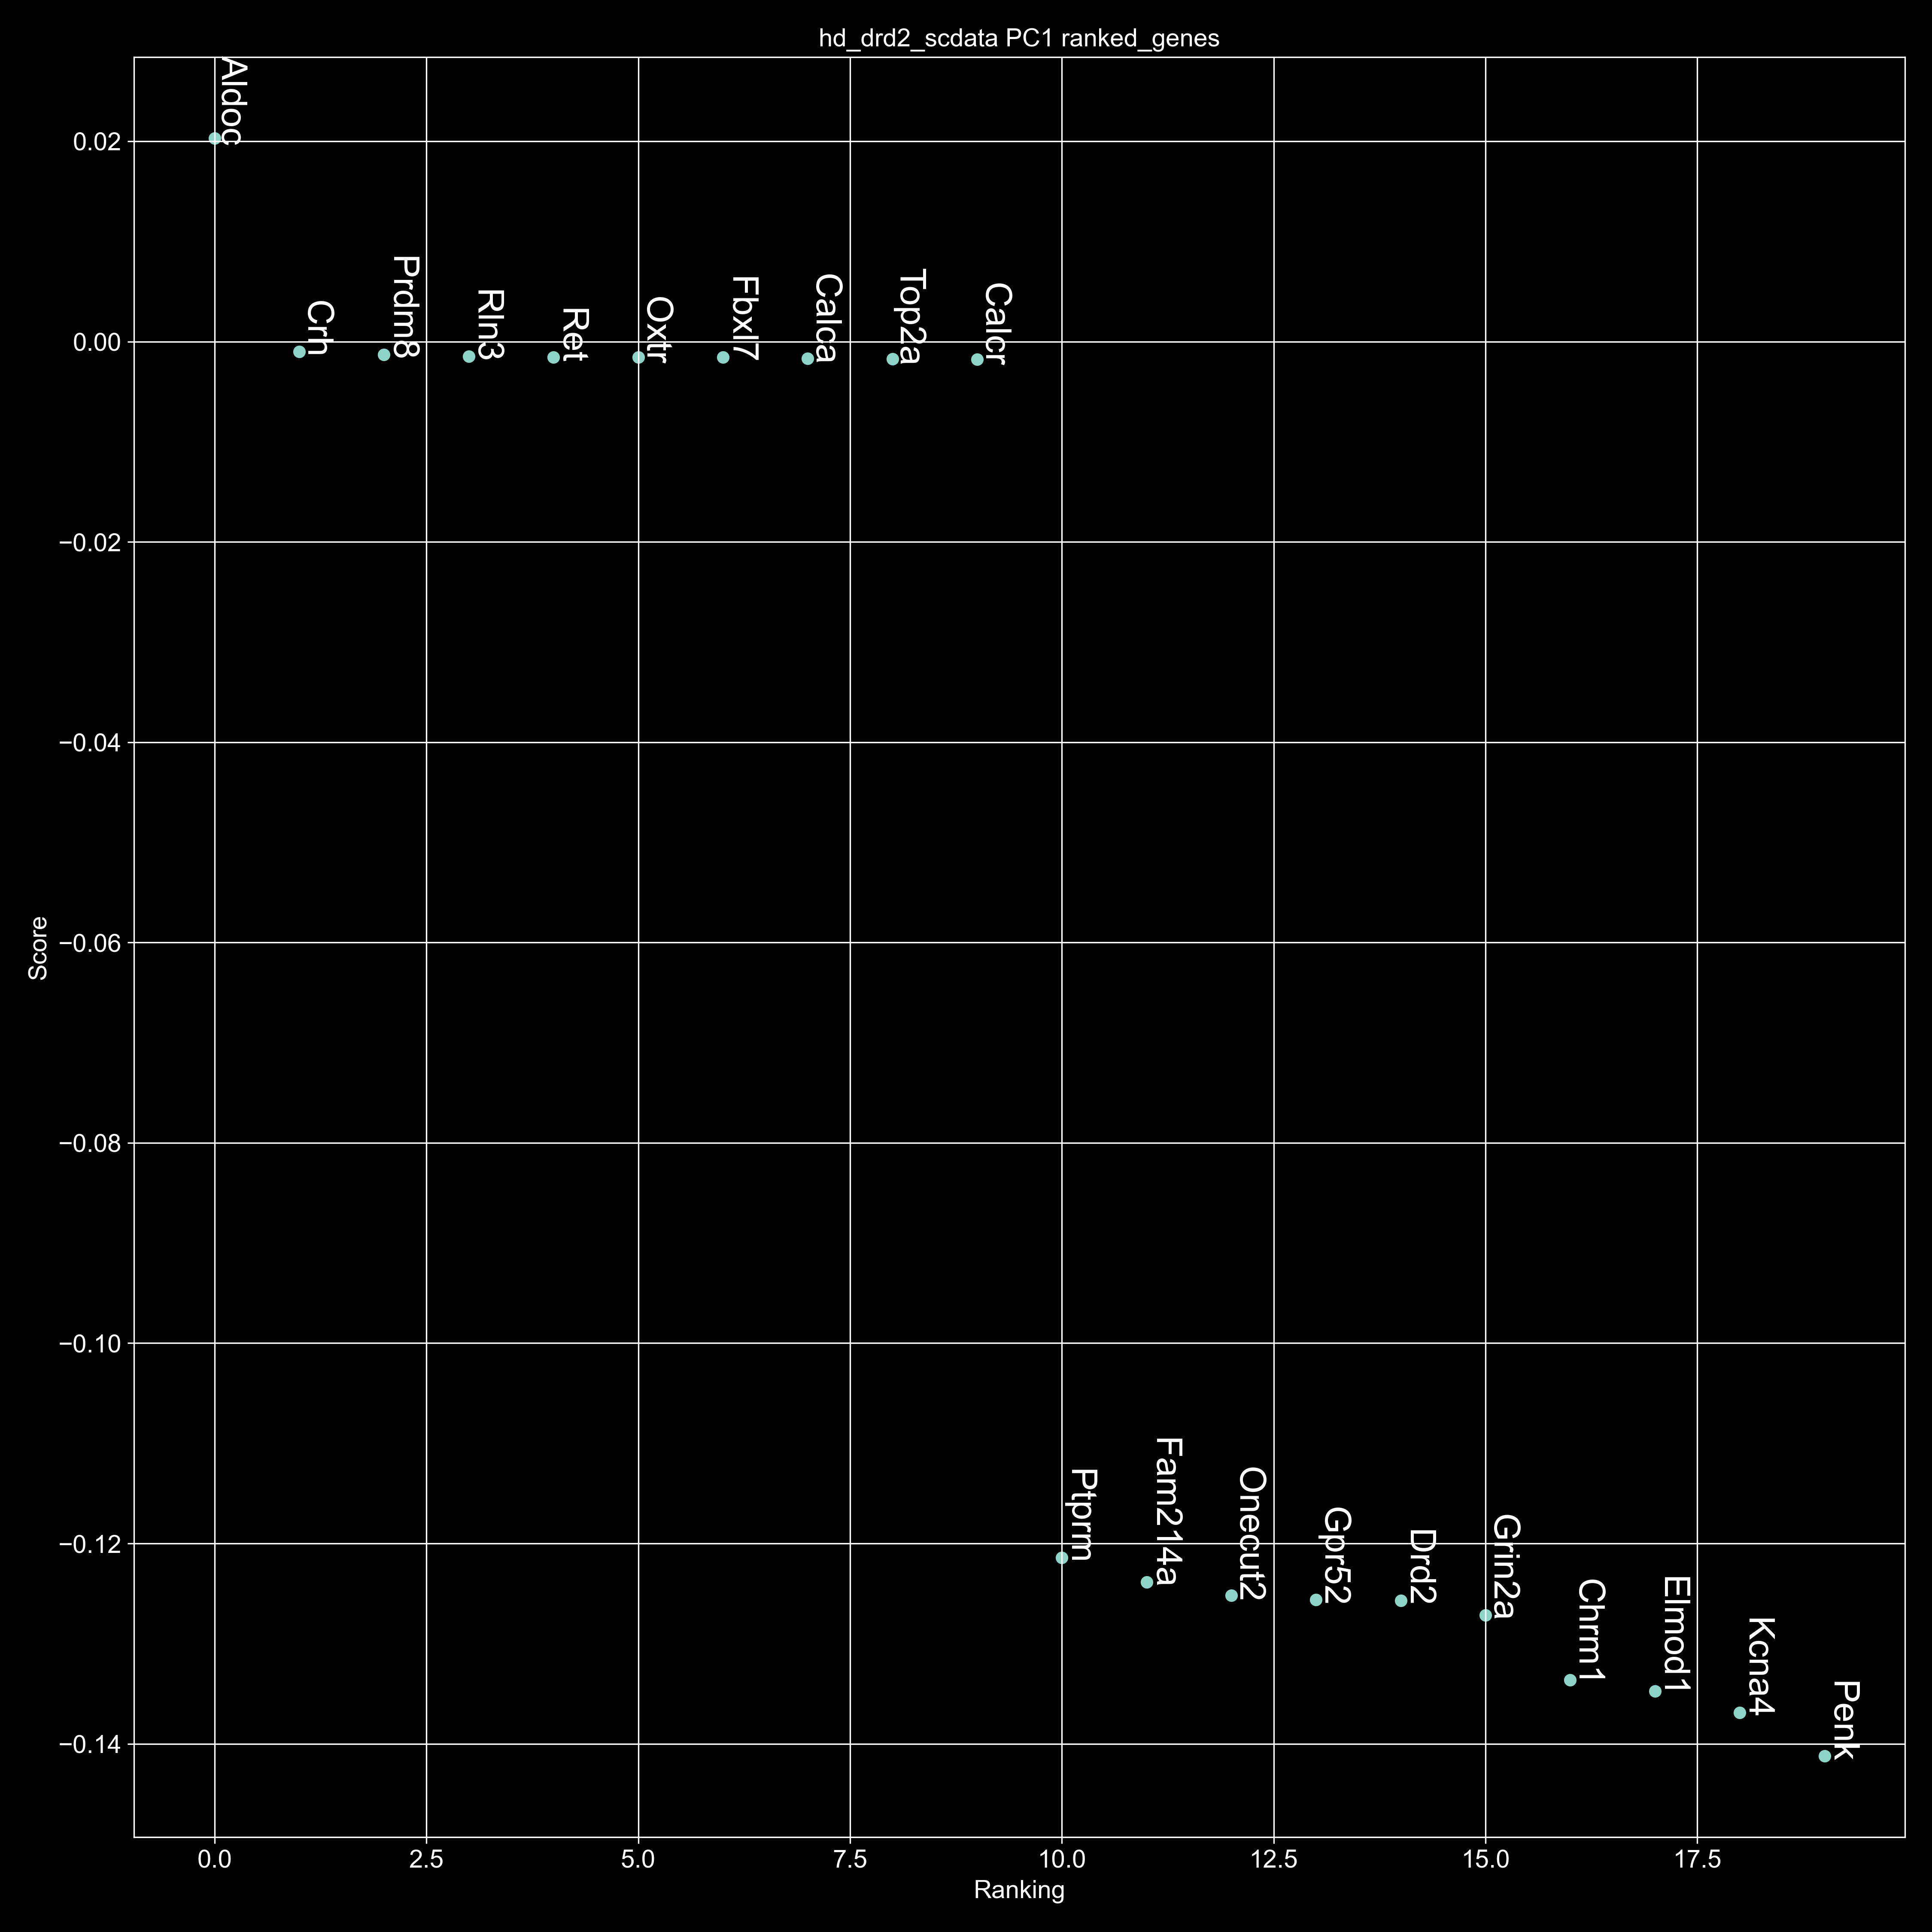 hd_drd2_scdata PC1 ranked_genes
Score
0.02
0.00
−0.02
−0.04
−0.06
−0.08
−0.10
−0.12
−0.14
Aldoc
Crh
Prdm8
Rln3
Ret
Oxtr
Fbxl7
Calca
Top2a
Calcr
Ptprm
Fam214a
Onecut2
Gpr52
Drd2
Grin2a
Chrm1
Elmod1
Kcna4
Penk
0.0
2.5
5.0
7.5
10.0
12.5
15.0
17.5
Ranking